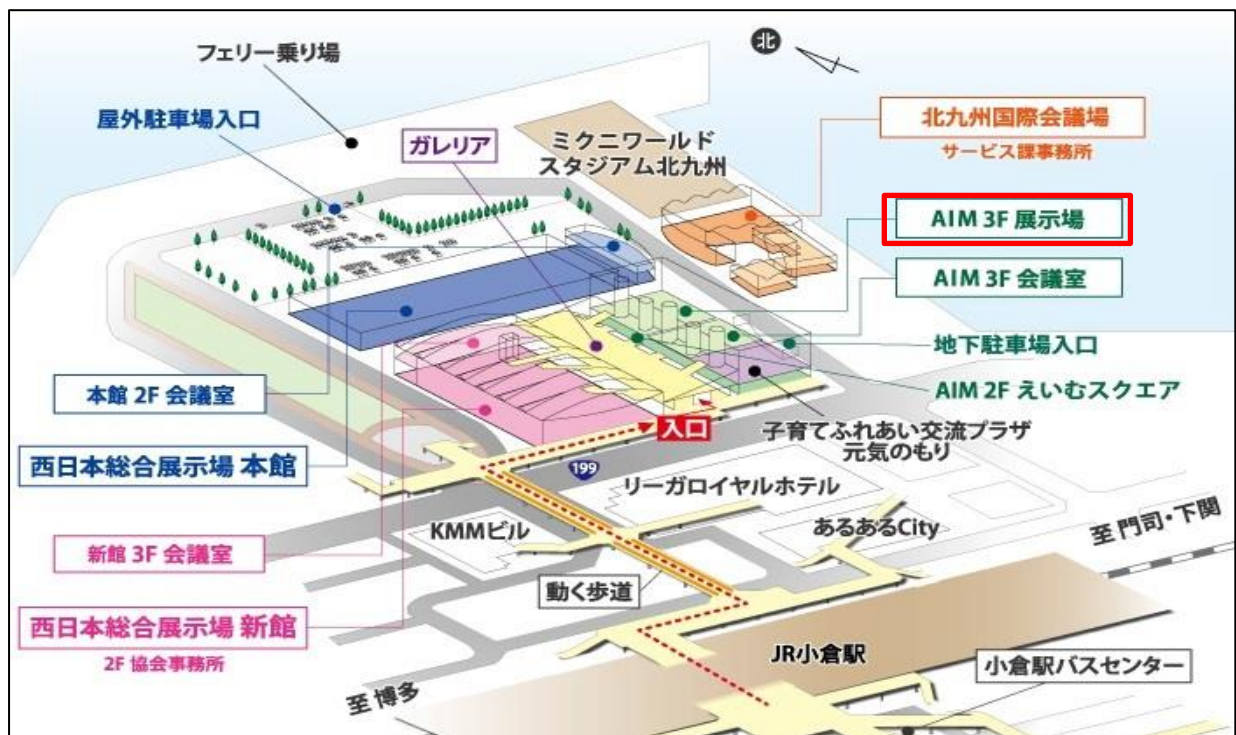 フェリー乗り場
北
屋外駐車場入口
ガレリア
ミクニワールド
スタジアム北九州
北九州国際会議場
サービス課事務所
AIM 3F 展示場
AIM 3F 会議室
地下駐車場入口
AIM 2F えいむスクエア
本館 2F 会議室
入口
子育てふれあい交流プラザ
元気のもり
西日本総合展示場 本館
199
リーガロイヤルホテル
KMMビル
あるあるCity
至 門司・下関
新館 3F 会議室
動く歩道
西日本総合展示場 新館
2F 協会事務所
JR小倉駅
小倉駅バスセンター
至 博多